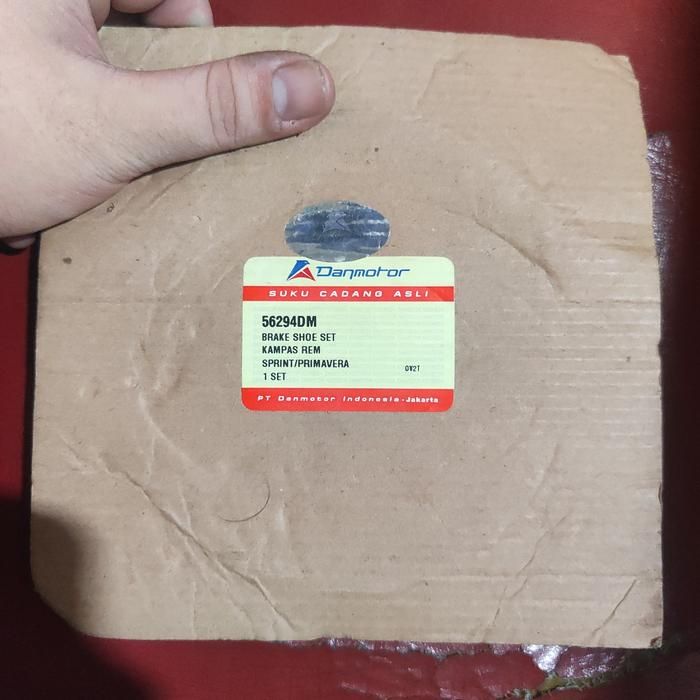 Danmotor
SUKU CADANG ASLI
56294DM
BRAKE SHOE SET
KAMPAS REM
SPRINT/PRIMAVERA
1 SET
0V2T
PT Danmotor Indonesia-Jakarta